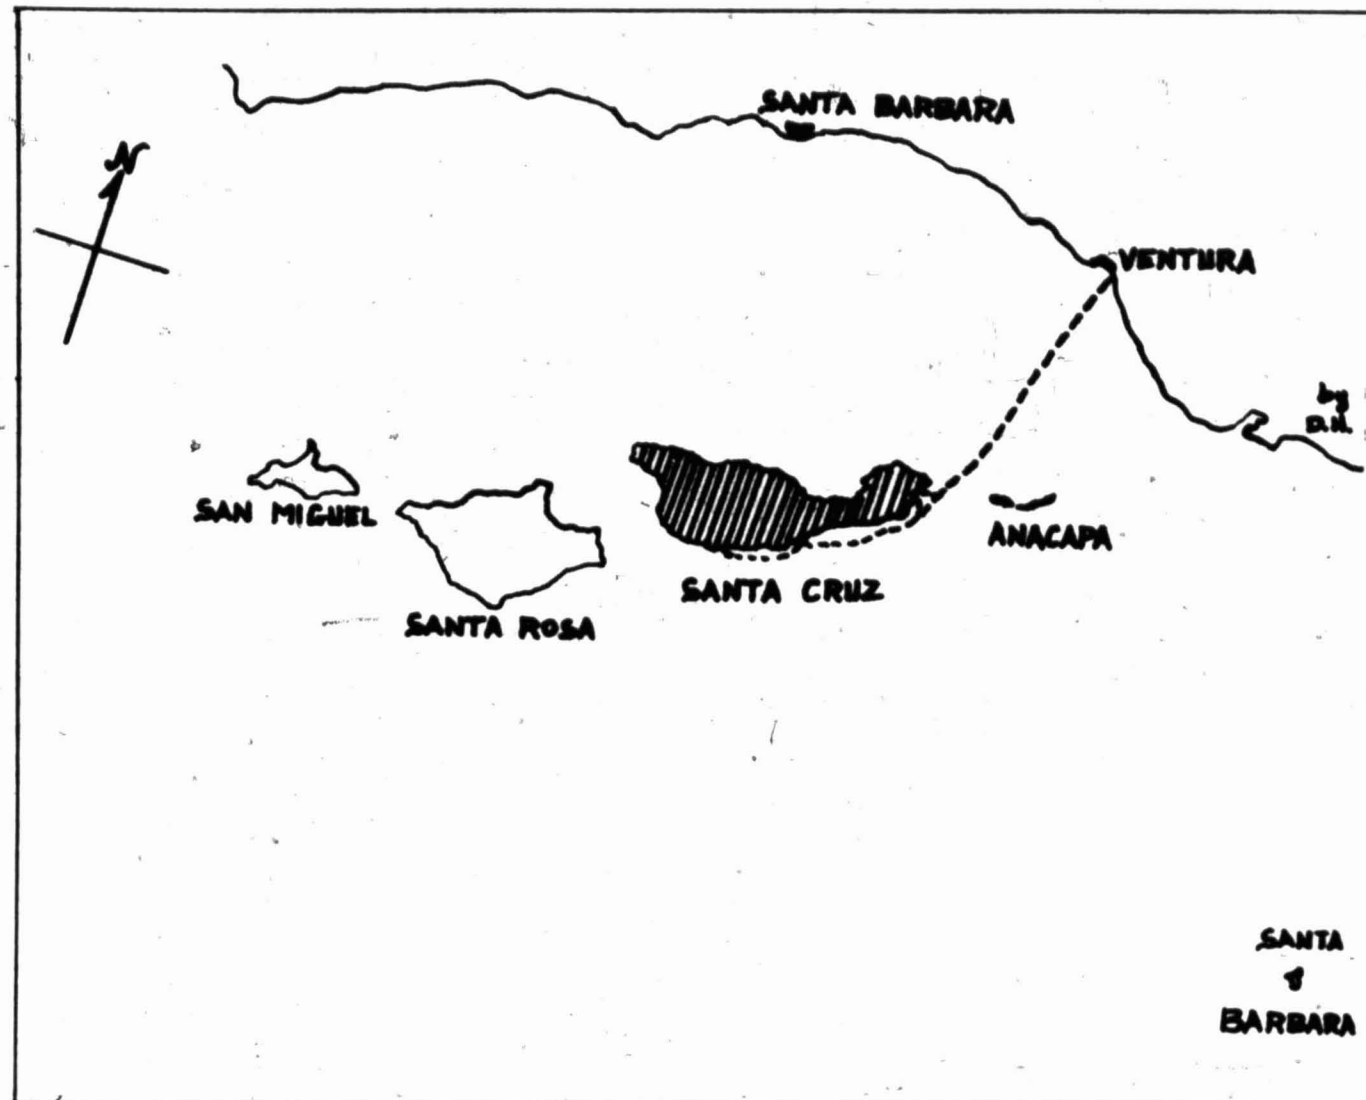 SANTA BARBARA
N
VENTURA
by
D.N.
SAN MIGUEL
ANACAPA
SANTA CRUZ
SANTA ROSA
SANTA
BARBARA